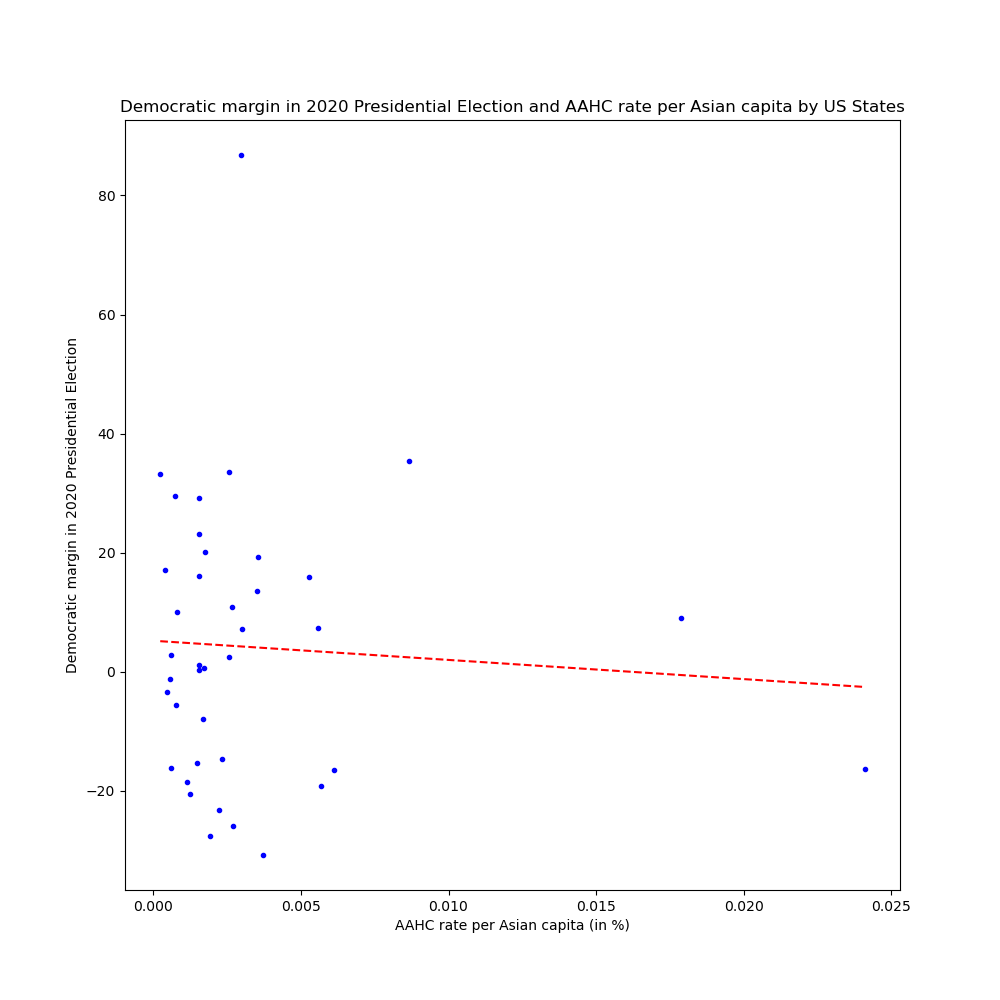 Democratic margin in 2020 Presidential Election and AAHC rate per Asian capita by US States
Democratic margin in 2020 Presidential Election
80
60
40
20
0
−20
0.000 0.005 0.010 0.015 0.020 0.025
AAHC rate per Asian capita (in %)